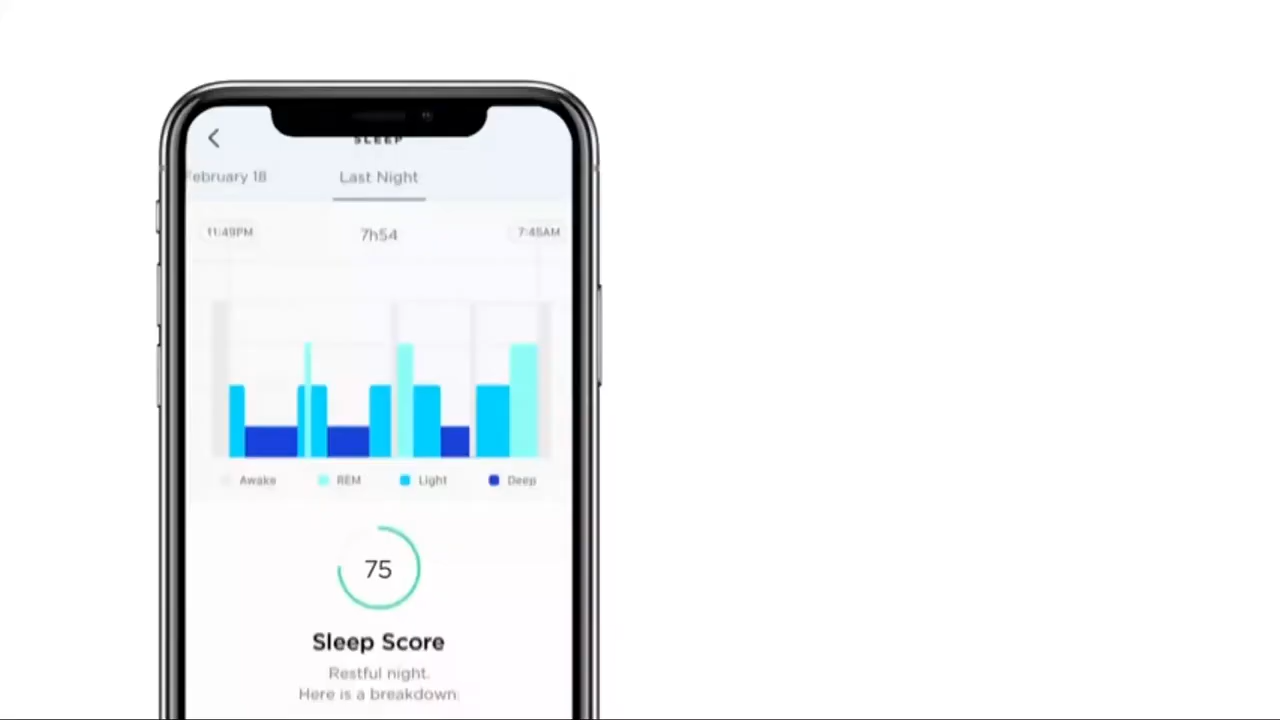 SLEEP
February 18 Last Night
11:49PM 7h54 7:45AM
Awake REM Light Deep
75
Sleep Score
Restful night.
Here is a breakdown.